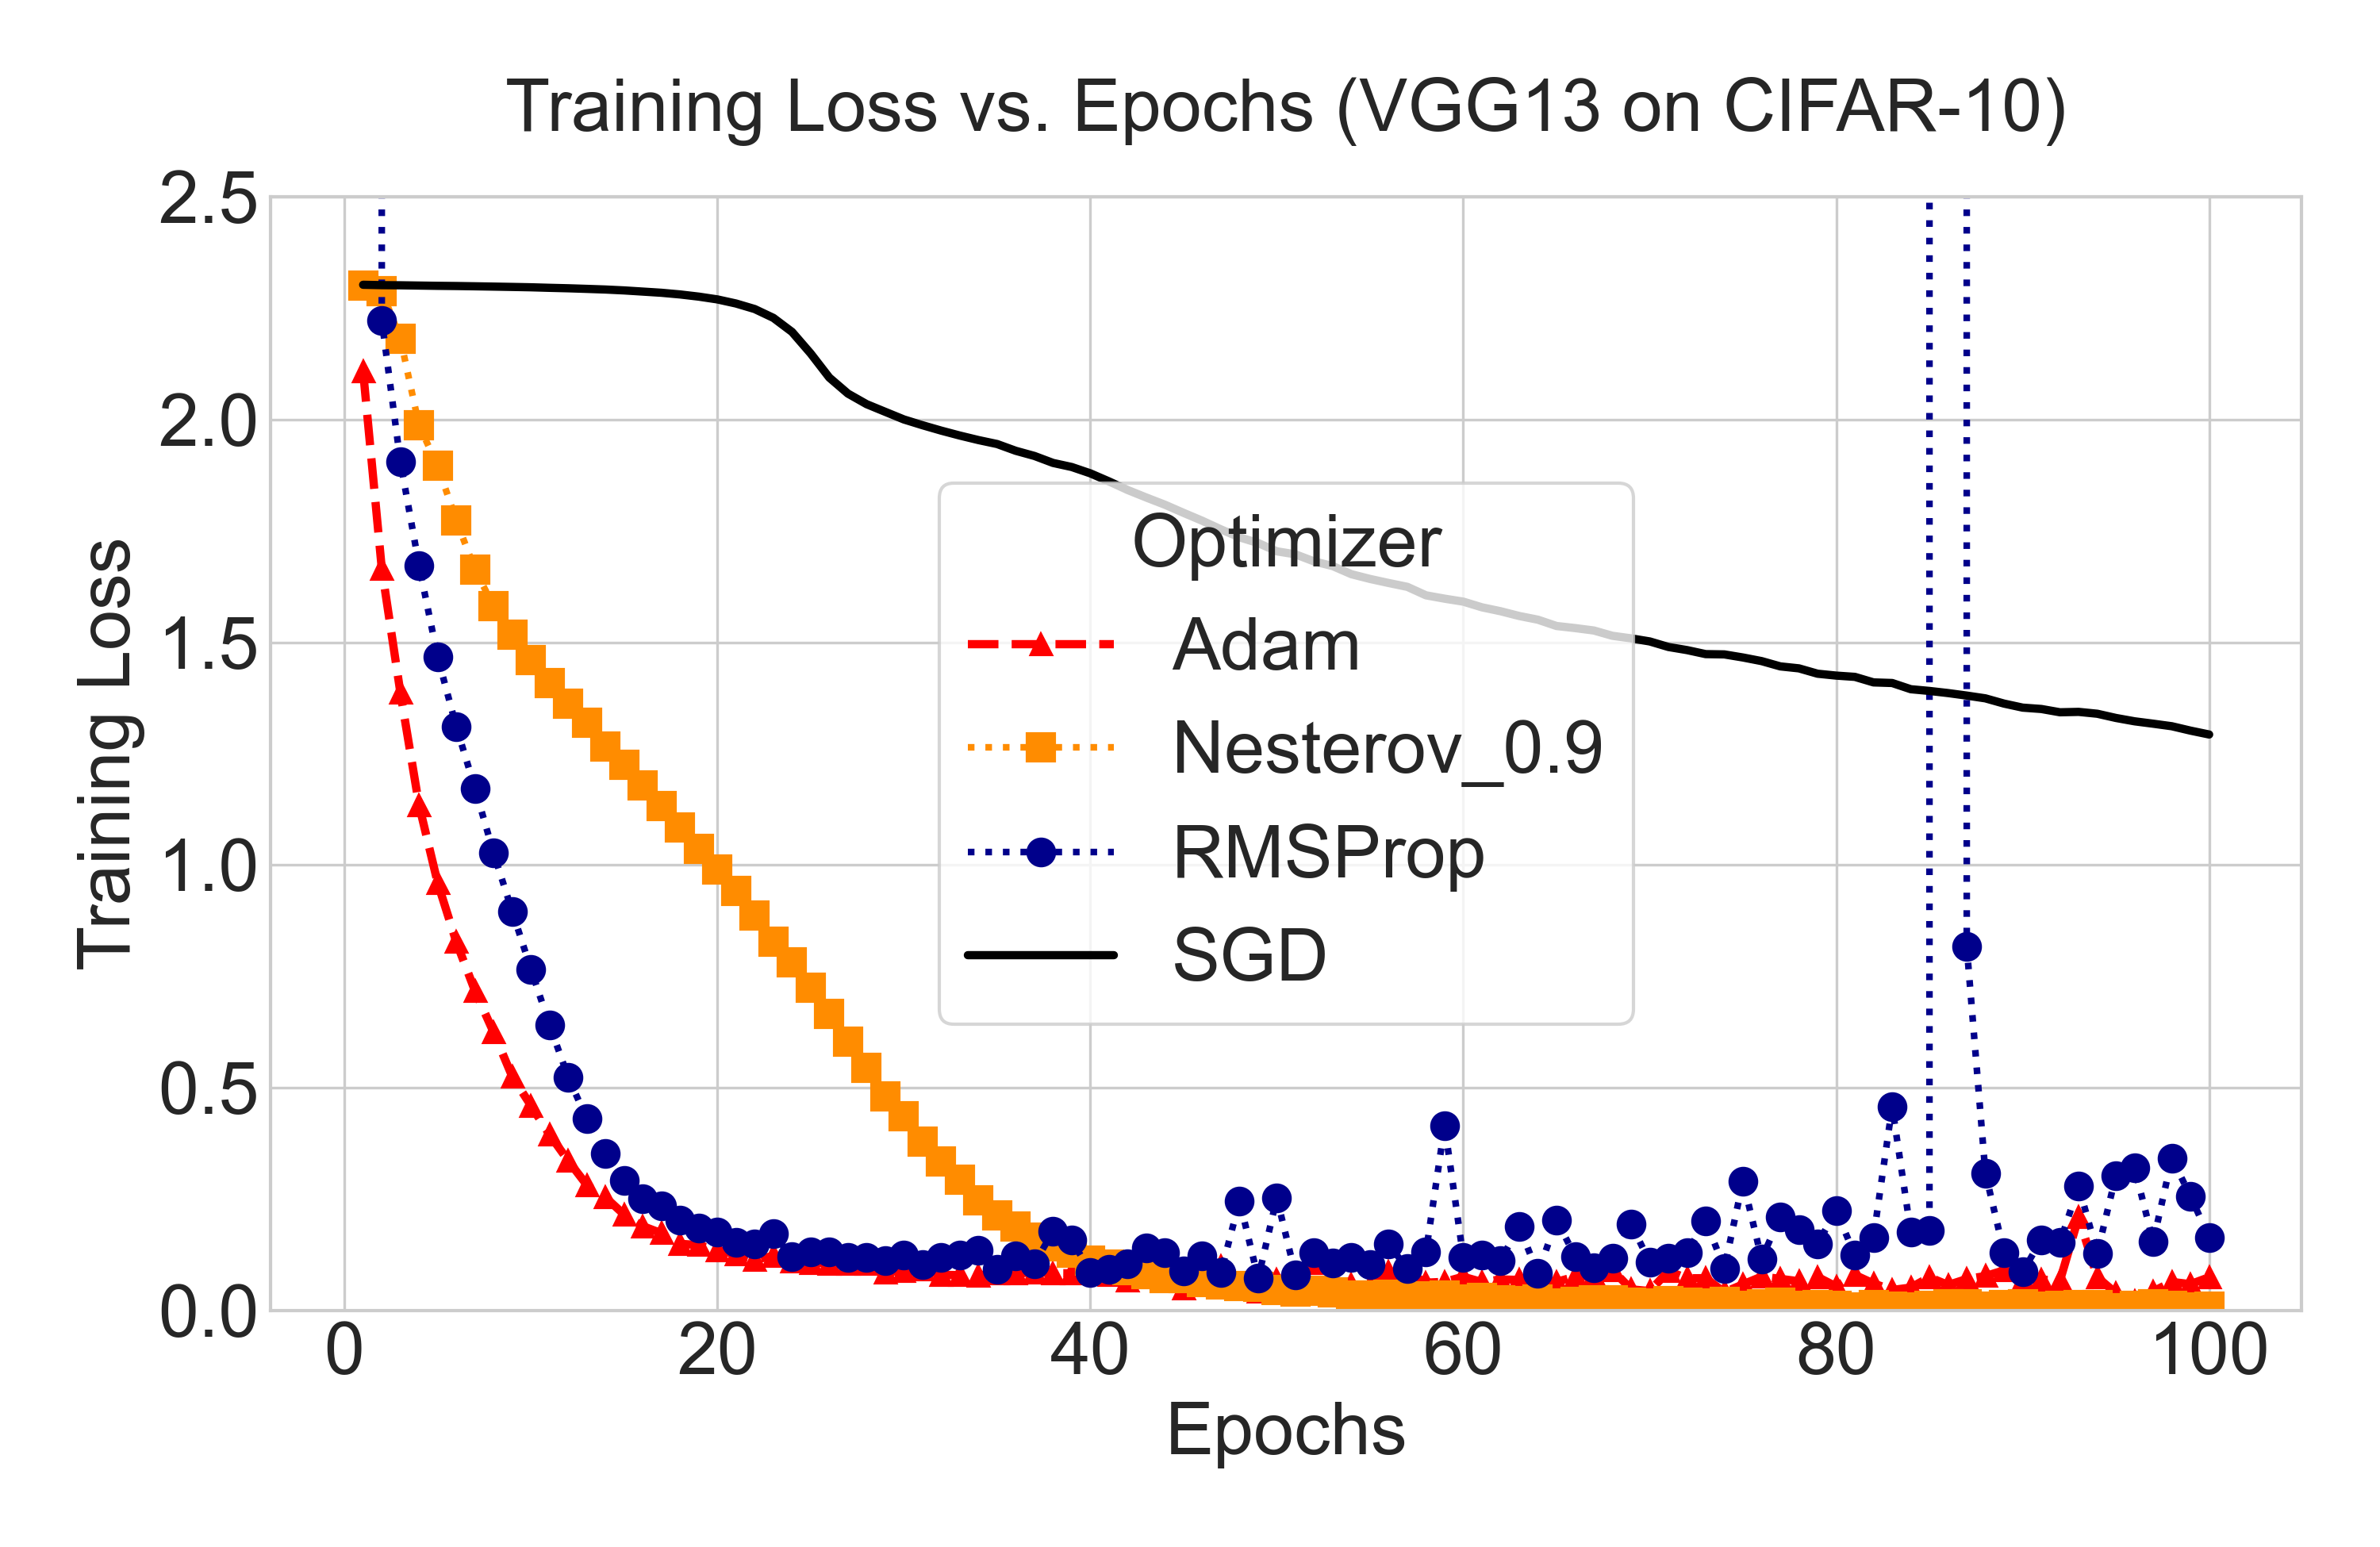 Training Loss vs. Epochs (VGG13 on CIFAR-10)
2.5
2.0
1.5
1.0
0.5
0.0
Training Loss
Optimizer
Adam
Nesterov_0.9
RMSProp
SGD
0 20 40 60 80 100
Epochs